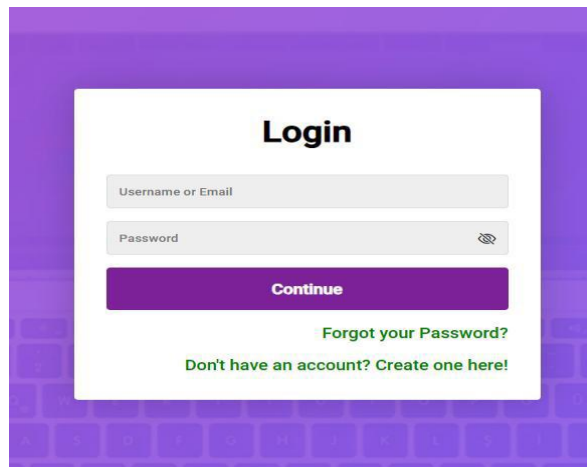 Login
Username or Email
Password
Continue
Forgot your Password?
Don't have an account? Create one here!